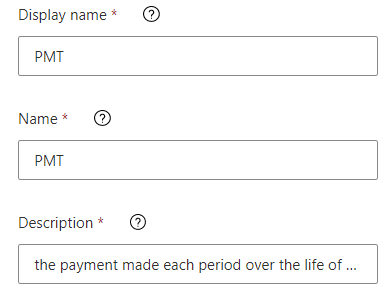 Display name *
PMT
Name *
PMT
Description *
the payment made each period over the life of ...